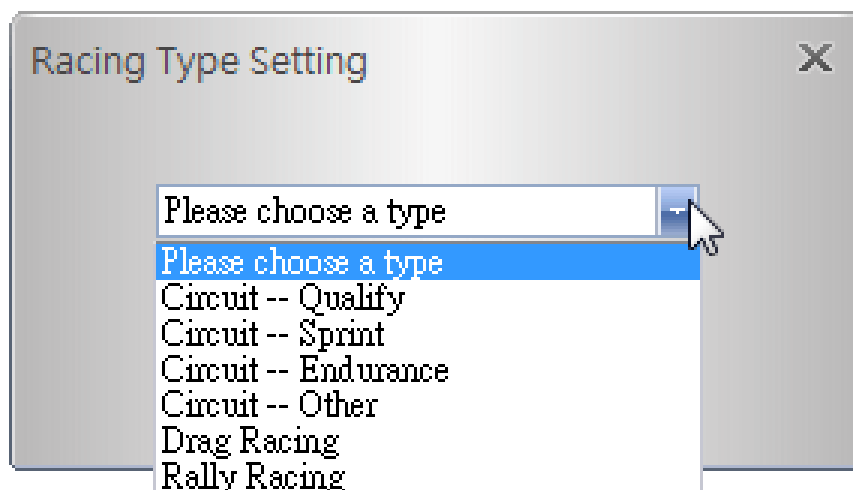 Racing Type Setting
Please choose a type
Please choose a type
Circuit -- Qualify
Circuit -- Sprint
Circuit -- Endurance
Circuit -- Other
Drag Racing
Rally Racing